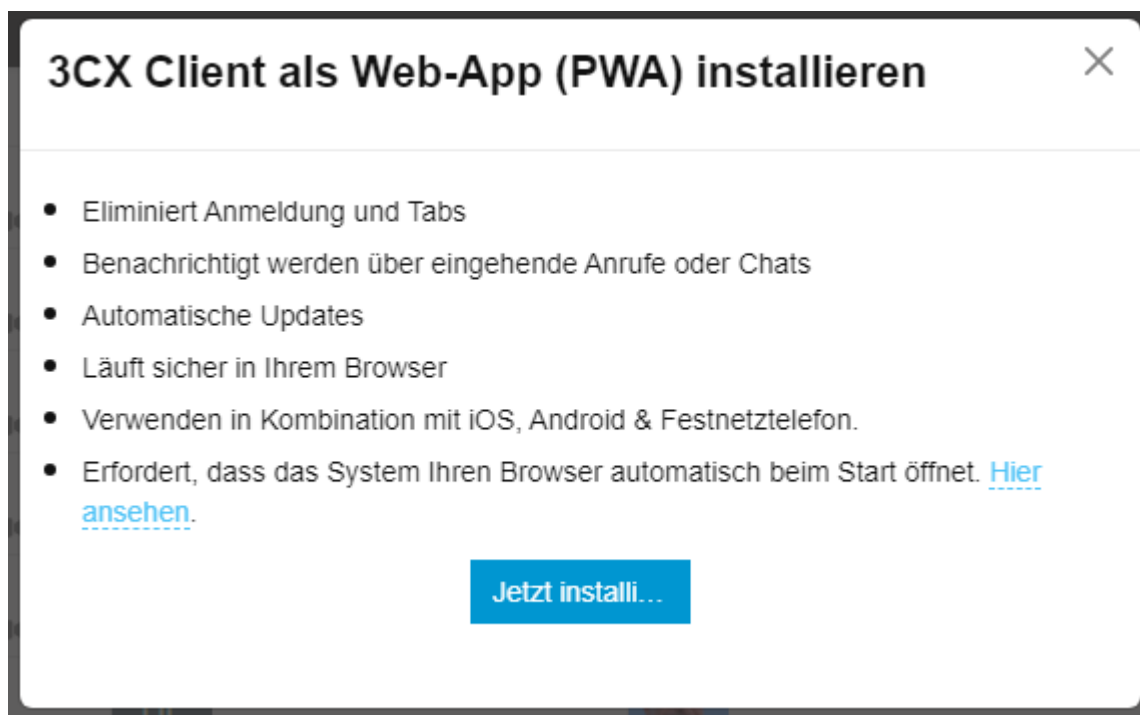 3CX Client als Web-App (PWA) installieren
Eliminiert Anmeldung und Tabs
Benachrichtigt werden über eingehende Anrufe oder Chats
Automatische Updates
Läuft sicher in Ihrem Browser
Verwenden in Kombination mit iOS, Android & Festnetztelefon.
Erfordert, dass das System Ihren Browser automatisch beim Start öffnet. Hier
ansehen.
Jetzt installi...